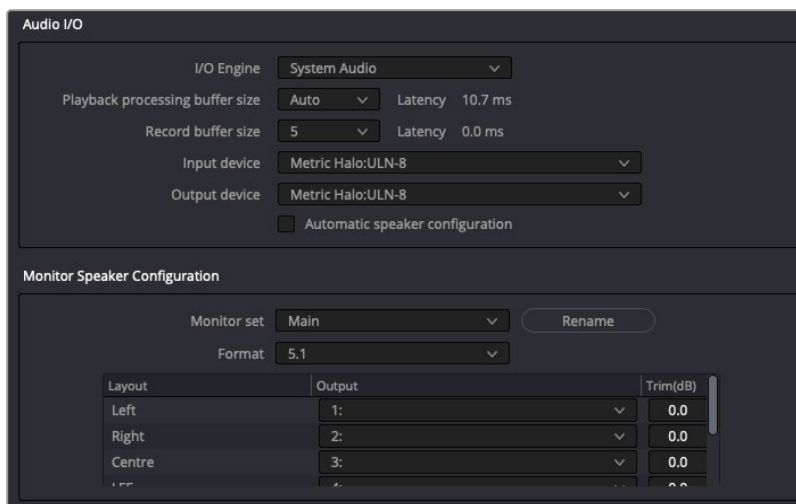 Audio I/O
I/O Engine System Audio
Playback processing buffer size Auto Latency 10.7 ms
Record buffer size 5 Latency 0.0 ms
Input device Metric Halo:ULN-8
Output device Metric Halo:ULN-8
Automatic speaker configuration
Monitor Speaker Configuration
Monitor set Main Rename
Format 5.1
Layout Output Trim(dB)
Left 1: 0.0
Right 2: 0.0
Centre 3: 0.0